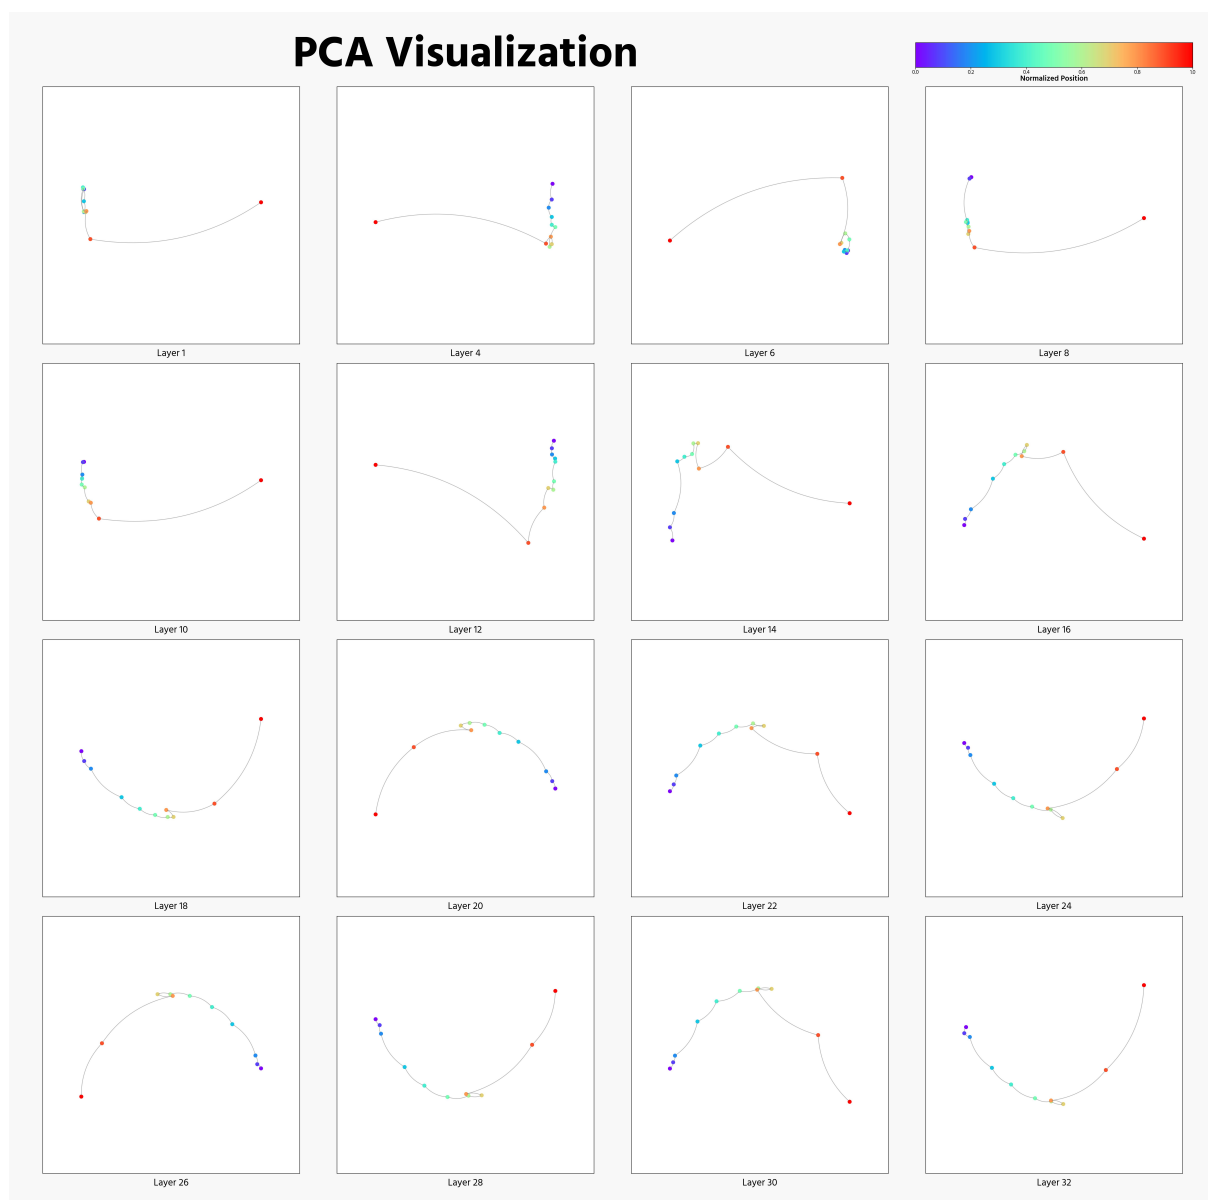 PCA Visualization
0.0 0.2 0.4 0.6 0.8 1.0
Normalized Position
Layer 1 Layer 4 Layer 6 Layer 8
Layer 10 Layer 12 Layer 14 Layer 16
Layer 18 Layer 20 Layer 22 Layer 24
Layer 26 Layer 28 Layer 30 Layer 32